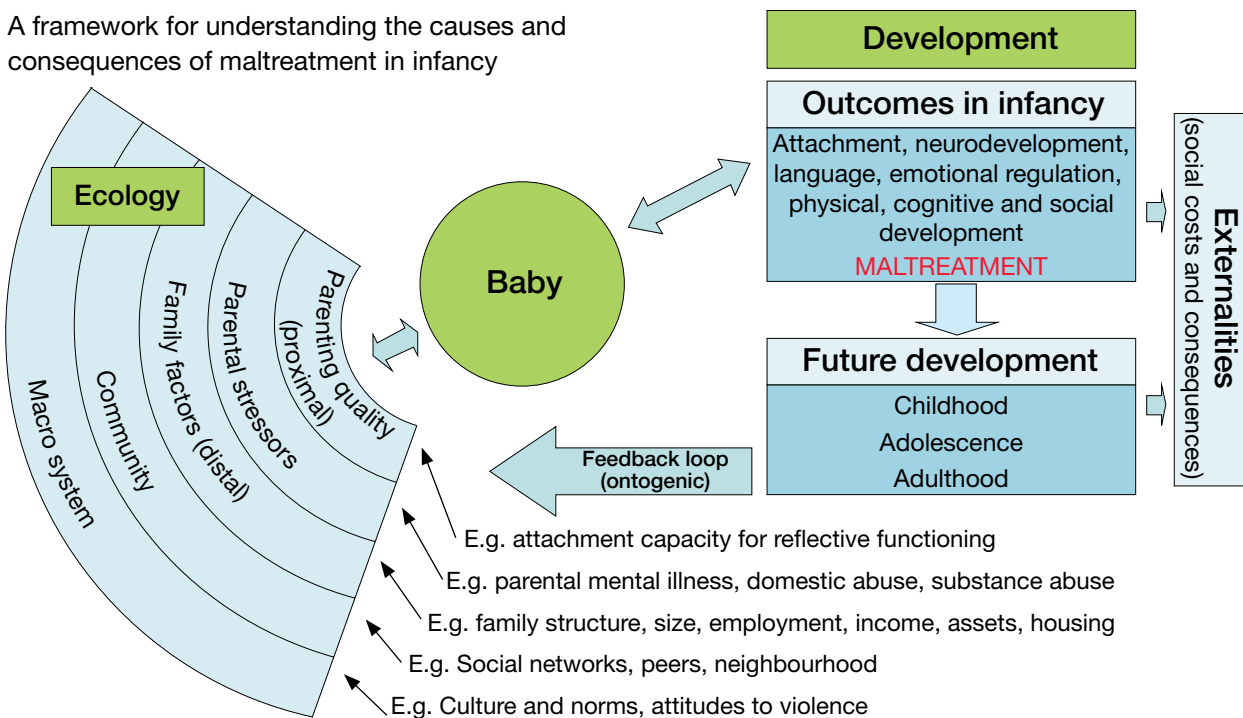 A framework for understanding the causes and
consequences of maltreatment in infancy
Ecology
Parenting quality
(proximal)
Parental stressors
Family factors (distal)
Community
Macro system
Baby
Development
Outcomes in infancy
Attachment, neurodevelopment,
language, emotional regulation,
physical, cognitive and social
development
MALTREATMENT
Future development
Childhood
Adolescence
Adulthood
Externalities
(social costs and consequences)
Feedback loop
(ontogenic)
E.g. attachment capacity for reflective functioning
E.g. parental mental illness, domestic abuse, substance abuse
E.g. family structure, size, employment, income, assets, housing
E.g. Social networks, peers, neighbourhood
E.g. Culture and norms, attitudes to violence